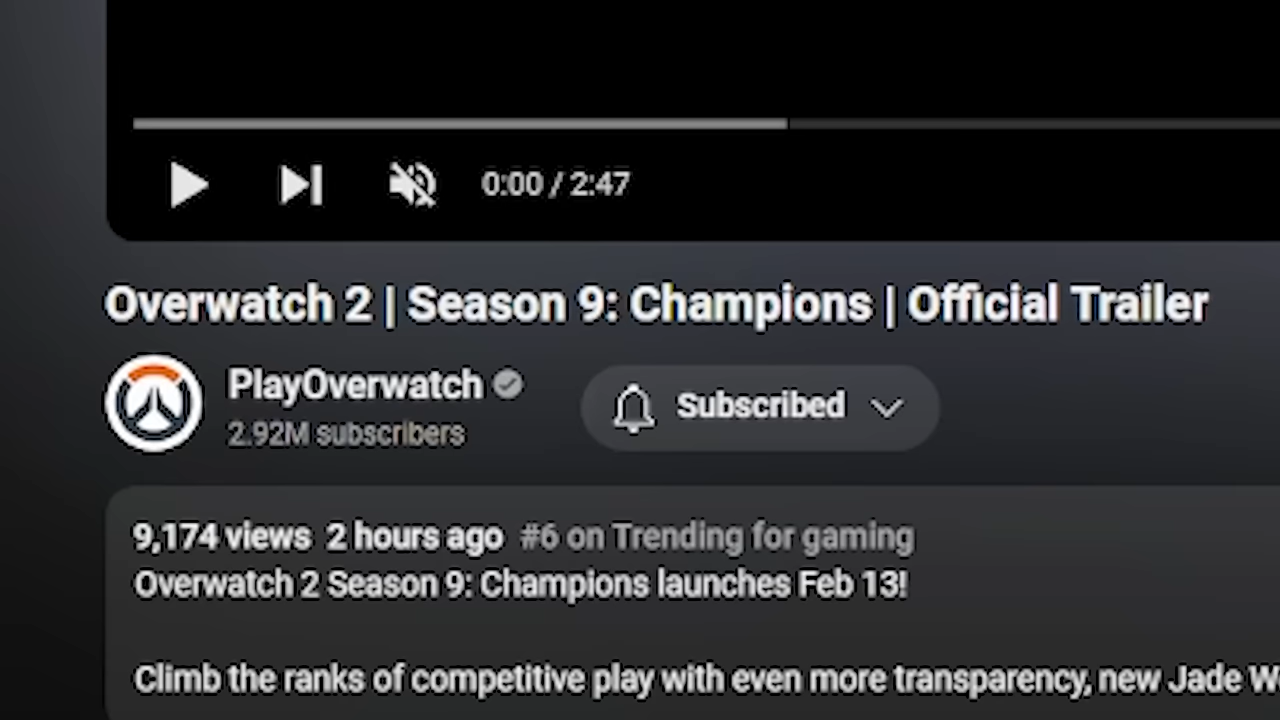 0:00 / 2:47
Overwatch 2 | Season 9: Champions | Official Trailer
PlayOverwatch
2.92M subscribers
Subscribed
9,174 views 2 hours ago #6 on Trending for gaming
Overwatch 2 Season 9: Champions launches Feb 13!
Climb the ranks of competitive play with even more transparency, new Jade